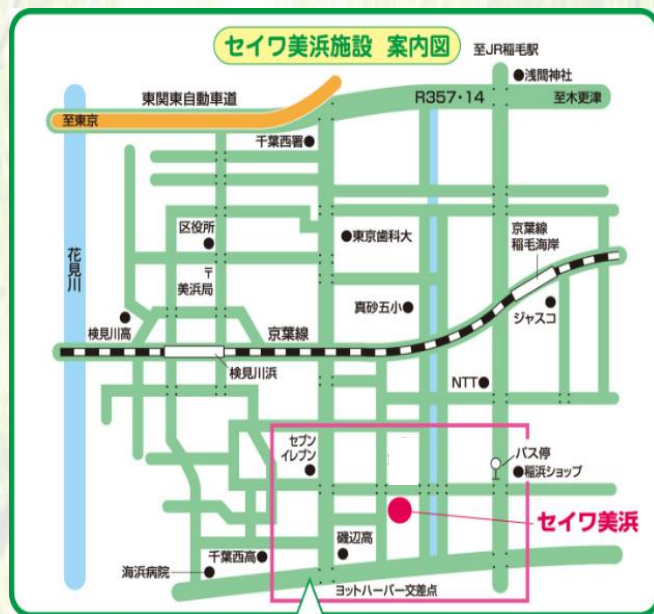 セイワ美浜施設 案内図
至JR稲毛駅
浅間神社
東関東自動車道
R357・14
至木更津
至東京
千葉西署
区役所
東京歯科大
京葉線
稲毛海岸
花見川
〒
美浜局
真砂五小
ジャスコ
検見川高
京葉線
検見川浜
NTT
セブン
イレブン
バス停
稲浜ショップ
セイワ美浜
磯辺高
千葉西高
海浜病院
ヨットハーバー交差点